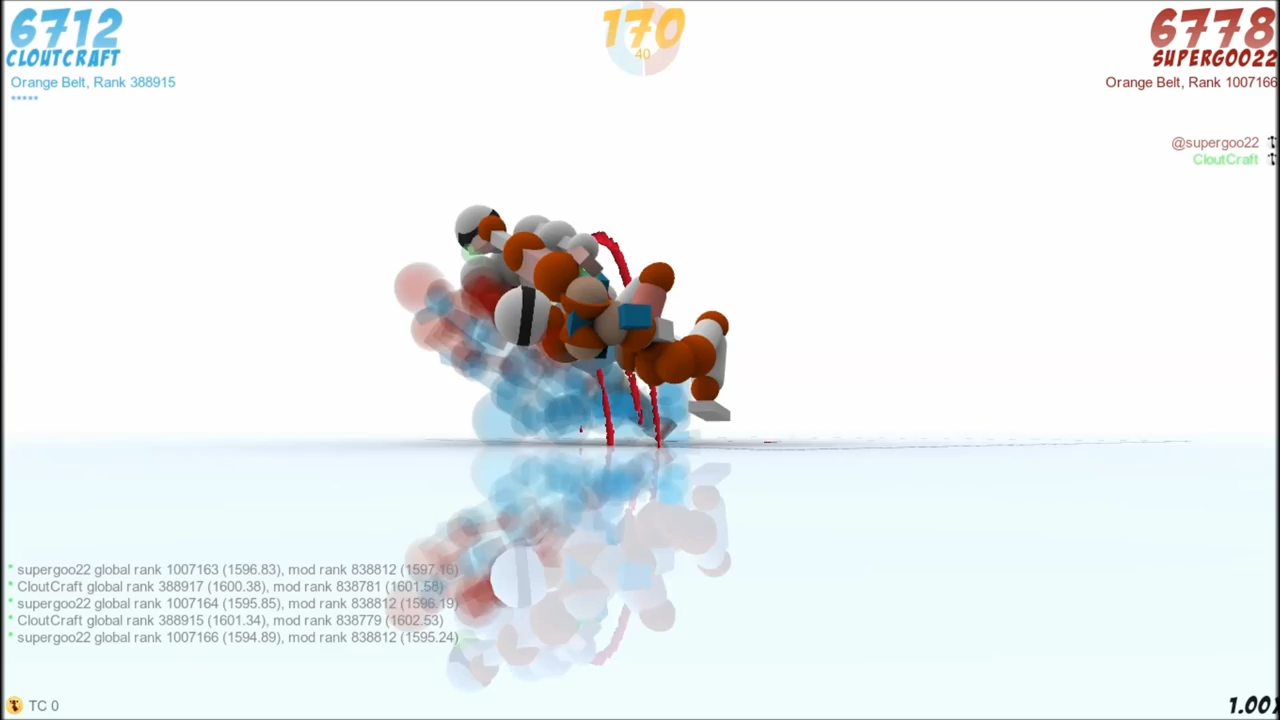 6712
CLOUTCRAFT
Orange Belt, Rank 388915
*****
170
40
6778
SUPERGOO22
Orange Belt, Rank 1007166
@supergoo22
CloutCraft
* supergoo22 global rank 1007163 (1596.83), mod rank 838812 (1597.16)
* CloutCraft global rank 388917 (1600.38), mod rank 838781 (1601.58)
* supergoo22 global rank 1007164 (1595.85), mod rank 838812 (1596.19)
* CloutCraft global rank 388915 (1601.34), mod rank 838779 (1602.53)
* supergoo22 global rank 1007166 (1594.89), mod rank 838812 (1595.24)
TC 0